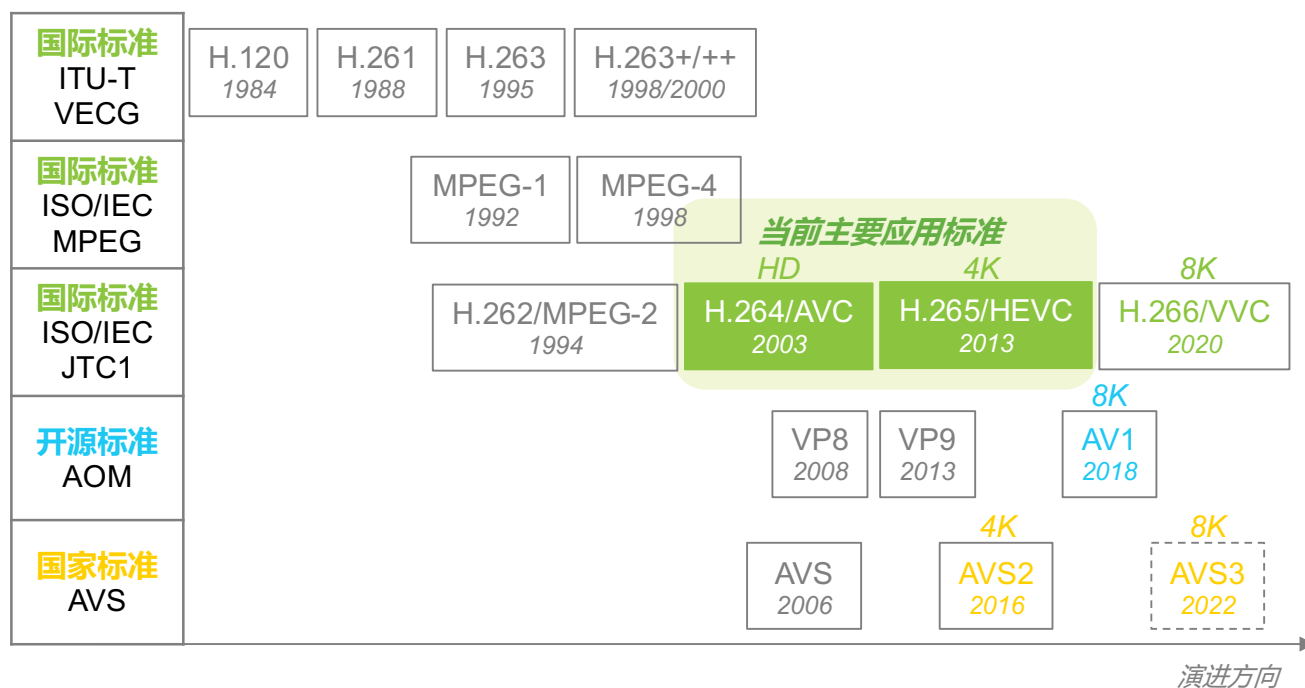 国际标准
ITU-T
VECG
H.120
1984
H.261
1988
H.263
1995
H.263+/++
1998/2000
国际标准
ISO/IEC
MPEG
MPEG-1
1992
MPEG-4
1998
当前主要应用标准
国际标准
ISO/IEC
JTC1
H.262/MPEG-2
1994
HD
H.264/AVC
2003
4K
H.265/HEVC
2013
8K
H.266/VVC
2020
开源标准
AOM
VP8
2008
VP9
2013
8K
AV1
2018
国家标准
AVS
AVS
2006
4K
AVS2
2016
8K
AVS3
2022
演进方向